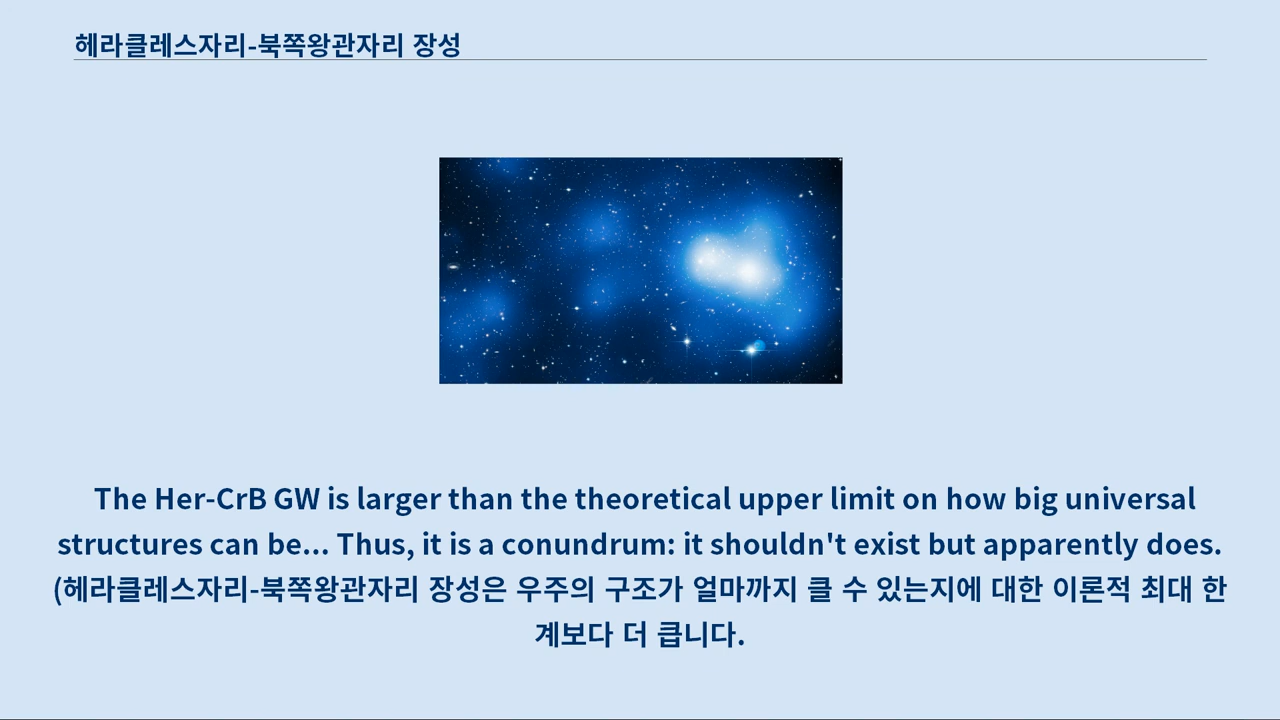 헤라클레스자리-북쪽왕관자리 장성
The Her-CrB GW is larger than the theoretical upper limit on how big universal
structures can be... Thus, it is a conundrum: it shouldn't exist but apparently does.
(헤라클레스자리-북쪽왕관자리 장성은 우주의 구조가 얼마까지 클 수 있는지에 대한 이론적 최대 한
계보다 더 큽니다.